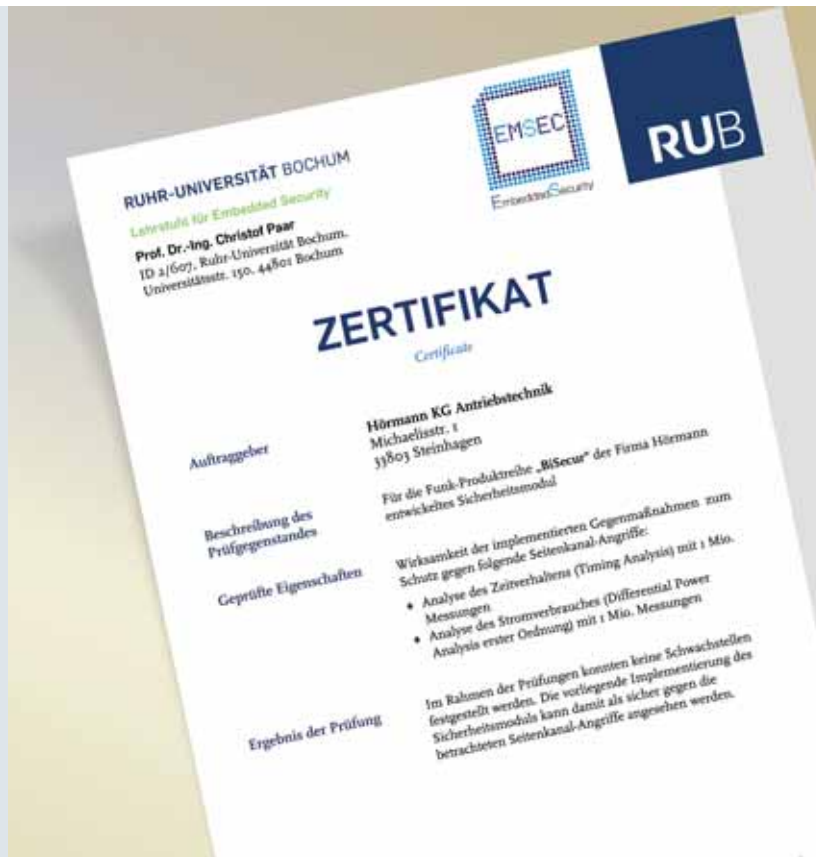 RUHR-UNIVERSITÄT BOCHUM
Lehrstuhl für Embedded Security
Prof. Dr.-Ing. Christof Paar
ID 2/607, Ruhr-Universität Bochum,
Universitätsstr. 150, 44801 Bochum
EMSEC
EmbeddedSecurity
RUB
ZERTIFIKAT
Certificate
Auftraggeber
Hörmann KG Antriebstechnik
Michaelisstr. 1
33803 Steinhagen
Beschreibung des
Prüfgegenstandes
Für die Funk-Produktreihe „BiSecur“ der Firma Hörmann
entwickeltes Sicherheitsmodul
Geprüfte Eigenschaften
Wirksamkeit der implementierten Gegenmaßnahmen zum
Schutz gegen folgende Seitenkanal-Angriffe:
• Analyse des Zeitverhaltens (Timing Analysis) mit 1 Mio.
Messungen
• Analyse des Stromverbrauches (Differential Power
Analysis erster Ordnung) mit 1 Mio. Messungen
Ergebnis der Prüfung
Im Rahmen der Prüfungen konnten keine Schwachstellen
festgestellt werden. Die vorliegende Implementierung des
Sicherheitsmoduls kann damit als sicher gegen die
betrachteten Seitenkanal-Angriffe angesehen werden.